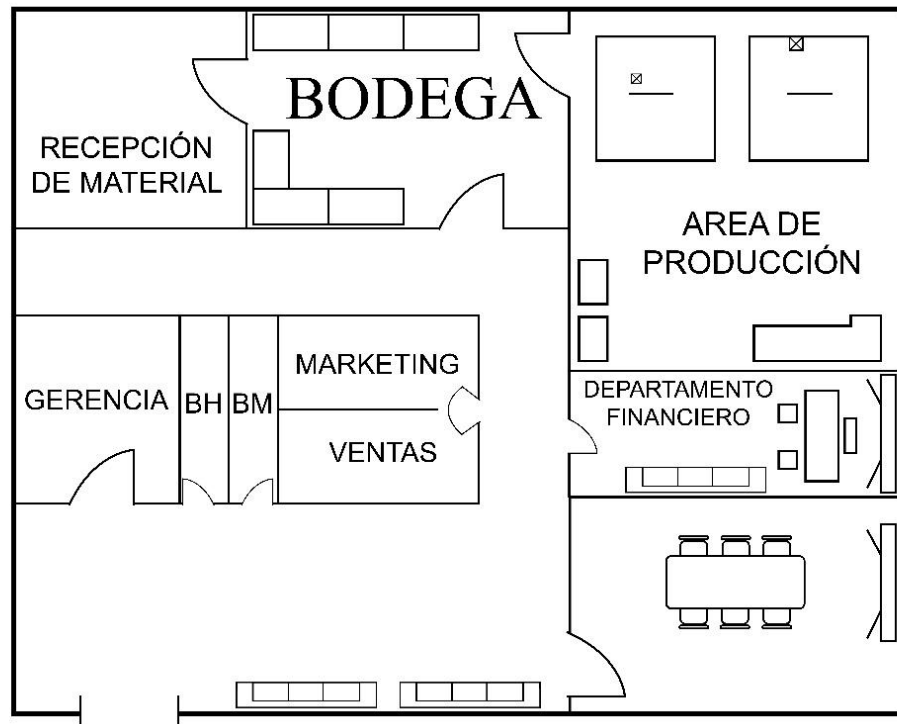 BODEGA
RECEPCIÓN
DE MATERIAL
AREA DE
PRODUCCIÓN
GERENCIA
BH
BM
MARKETING
VENTAS
DEPARTAMENTO
FINANCIERO